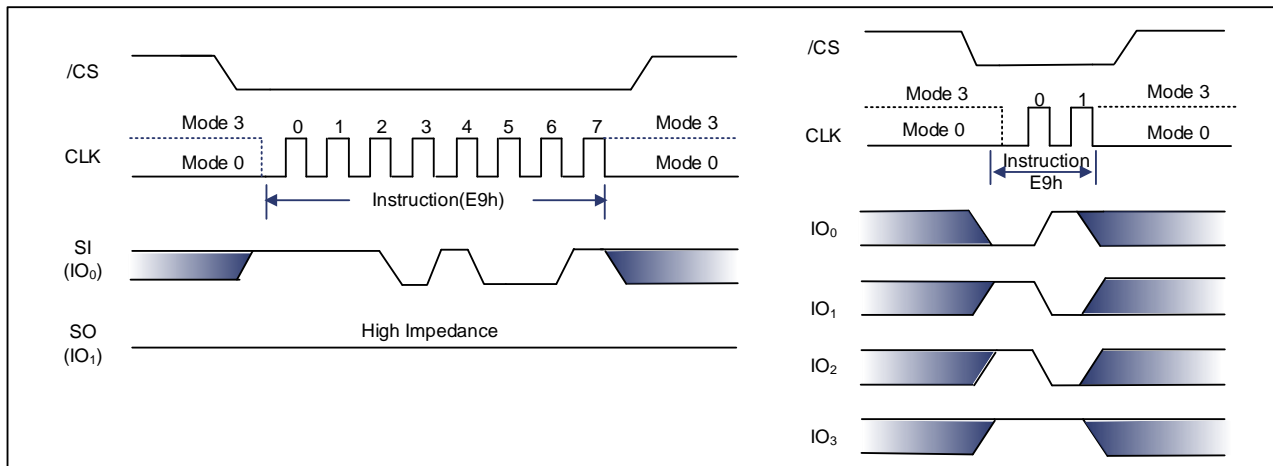 /CS
Mode 3
0 1 2 3 4 5 6 7
Mode 3
CLK
Mode 0
Mode 0
Instruction(E9h)
SI
(IO₀)
SO
(IO₁)
High Impedance
/CS
Mode 3
0 1
Mode 3
CLK
Mode 0
Mode 0
Instruction
E9h
IO₀
IO₁
IO₂
IO₃